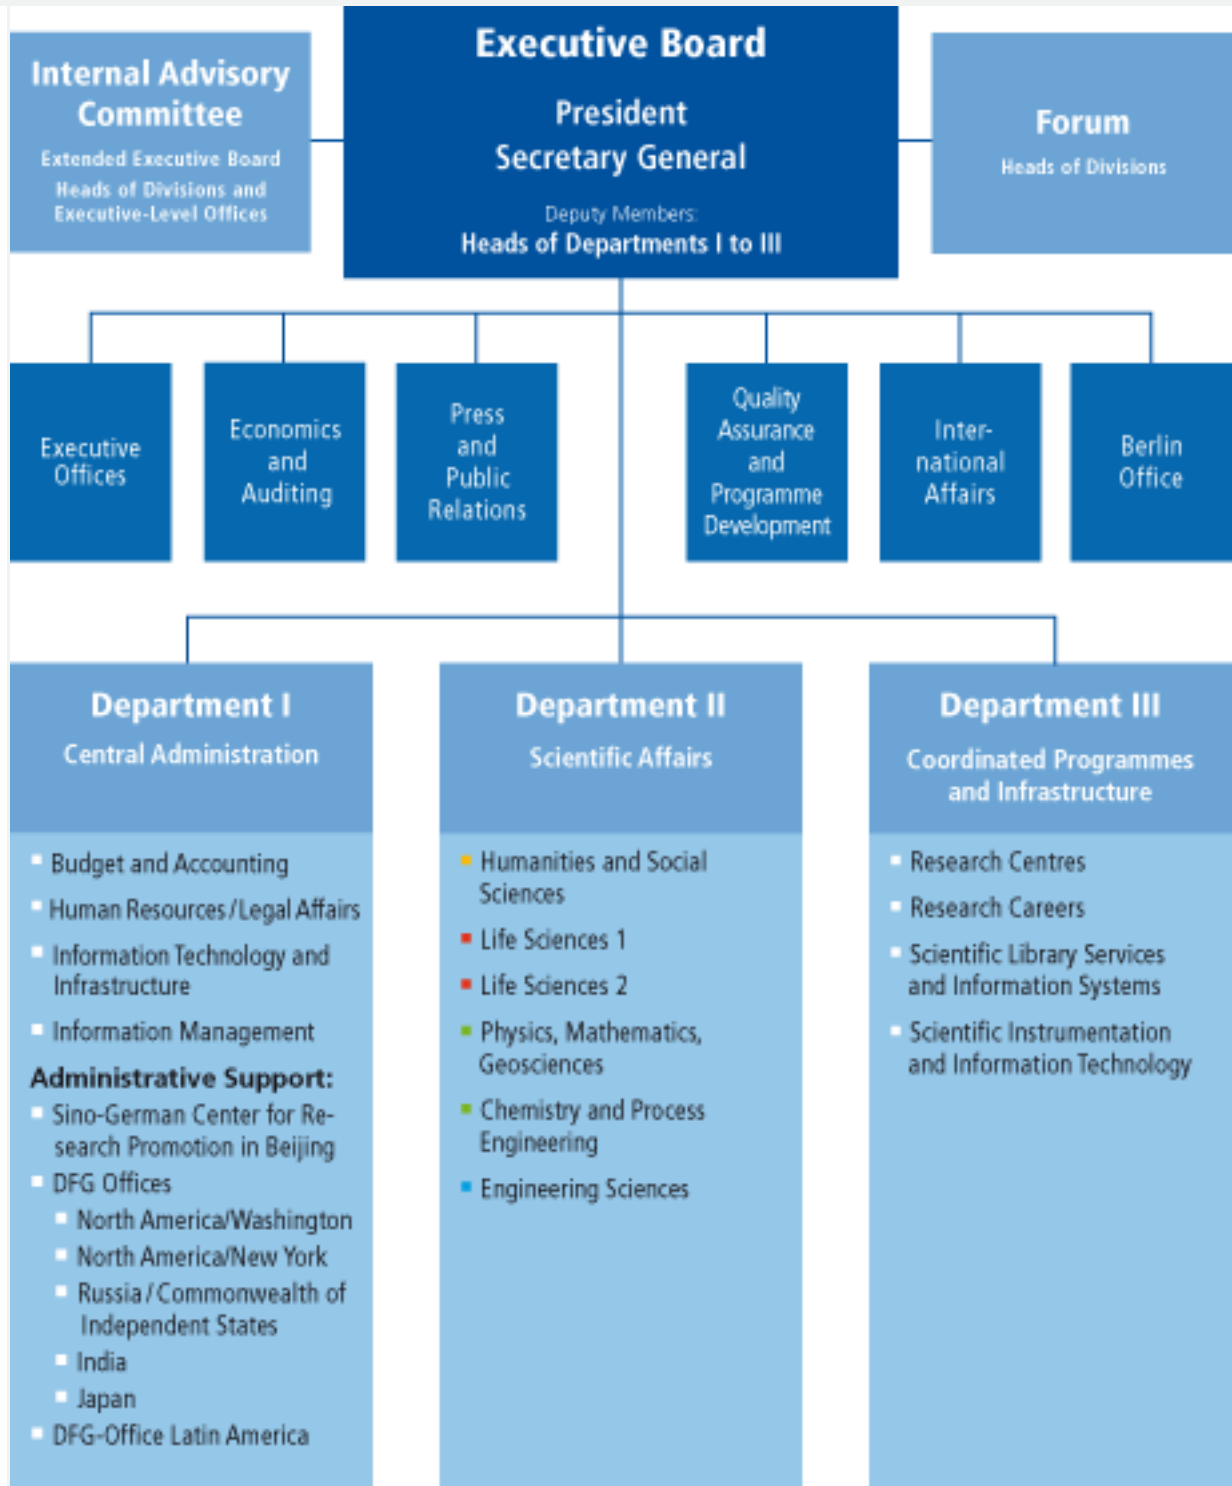 Internal Advisory
Committee
Extended Executive Board
Heads of Divisions and
Executive-Level Offices
Executive Board
President
Secretary General
Deputy Members:
Heads of Departments I to III
Forum
Heads of Divisions
Executive
Offices
Economics
and
Auditing
Press
and
Public
Relations
Quality
Assurance
and
Programme
Development
Inter-
national
Affairs
Berlin
Office
Department I
Central Administration
Budget and Accounting
Human Resources/Legal Affairs
Information Technology and
Infrastructure
Information Management
Administrative Support:
Sino-German Center for Re-
search Promotion in Beijing
DFG Offices
North America/Washington
North America/New York
Russia/Commonwealth of
Independent States
India
Japan
DFG-Office Latin America
Department II
Scientific Affairs
Humanities and Social
Sciences
Life Sciences 1
Life Sciences 2
Physics, Mathematics,
Geosciences
Chemistry and Process
Engineering
Engineering Sciences
Department III
Coordinated Programmes
and Infrastructure
Research Centres
Research Careers
Scientific Library Services
and Information Systems
Scientific Instrumentation
and Information Technology